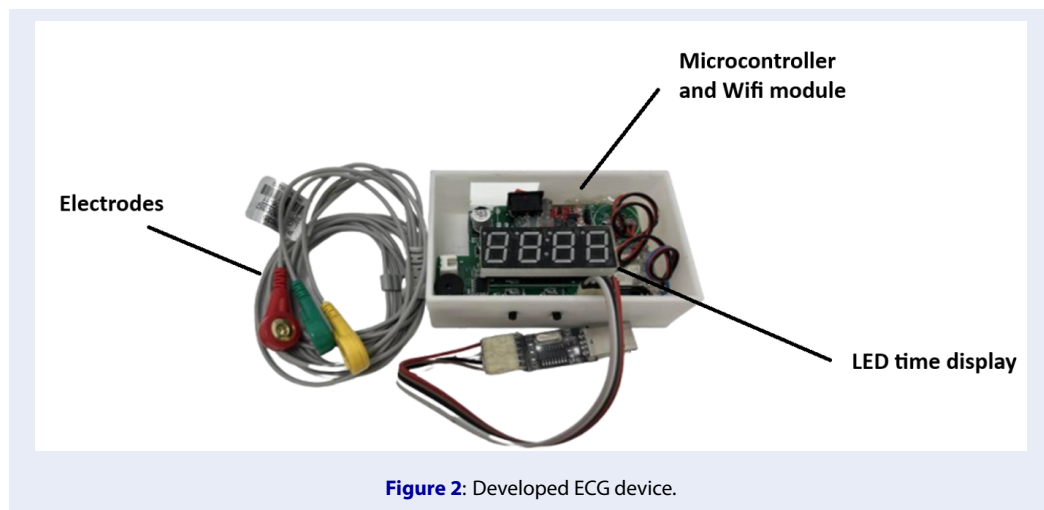 Microcontroller
and Wifi module
Electrodes
LED time display
Figure 2: Developed ECG device.